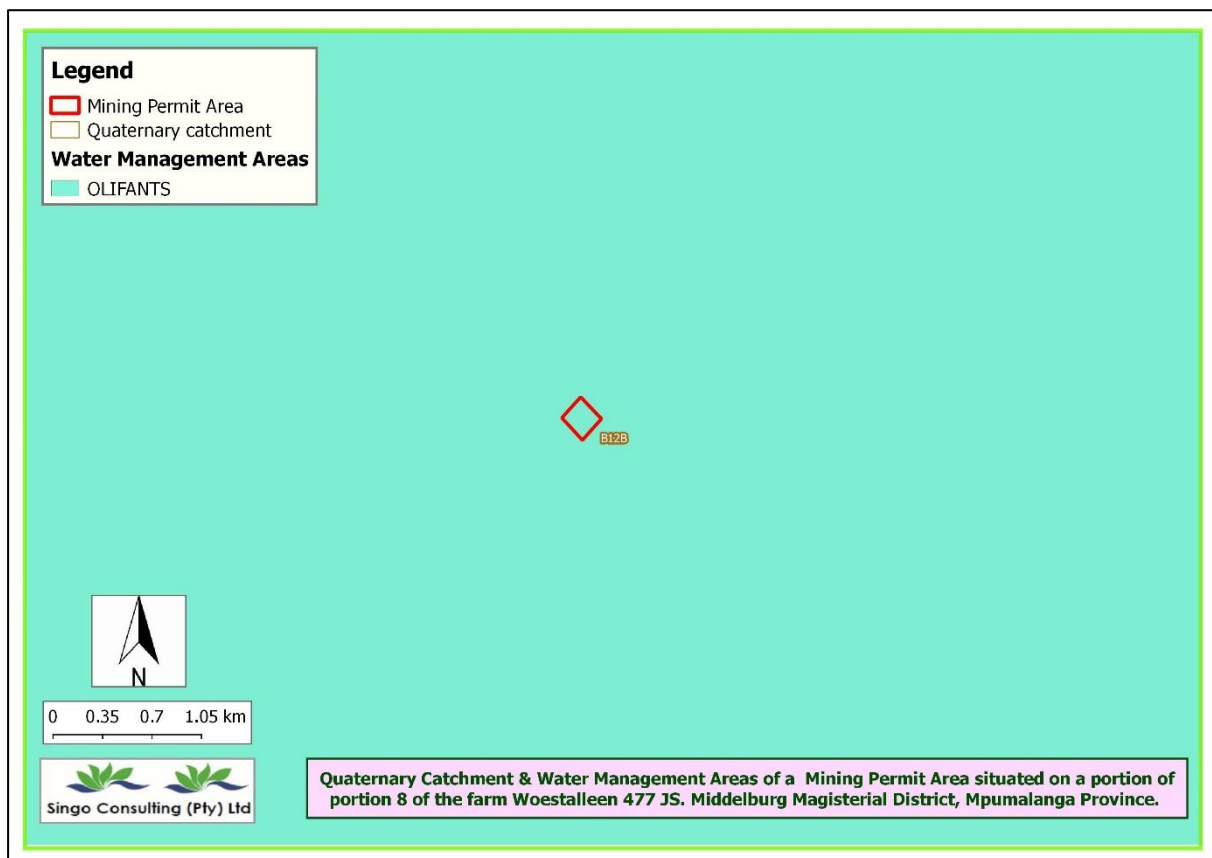 Legend
Mining Permit Area
Quaternary catchment
Water Management Areas
OLIFANTS
B12B
N
0 0.35 0.7 1.05 km
Singo Consulting (Pty) Ltd
Quaternary Catchment & Water Management Areas of a Mining Permit Area situated on a portion of
portion 8 of the farm Woestalleen 477 JS. Middelburg Magisterial District, Mpumalanga Province.